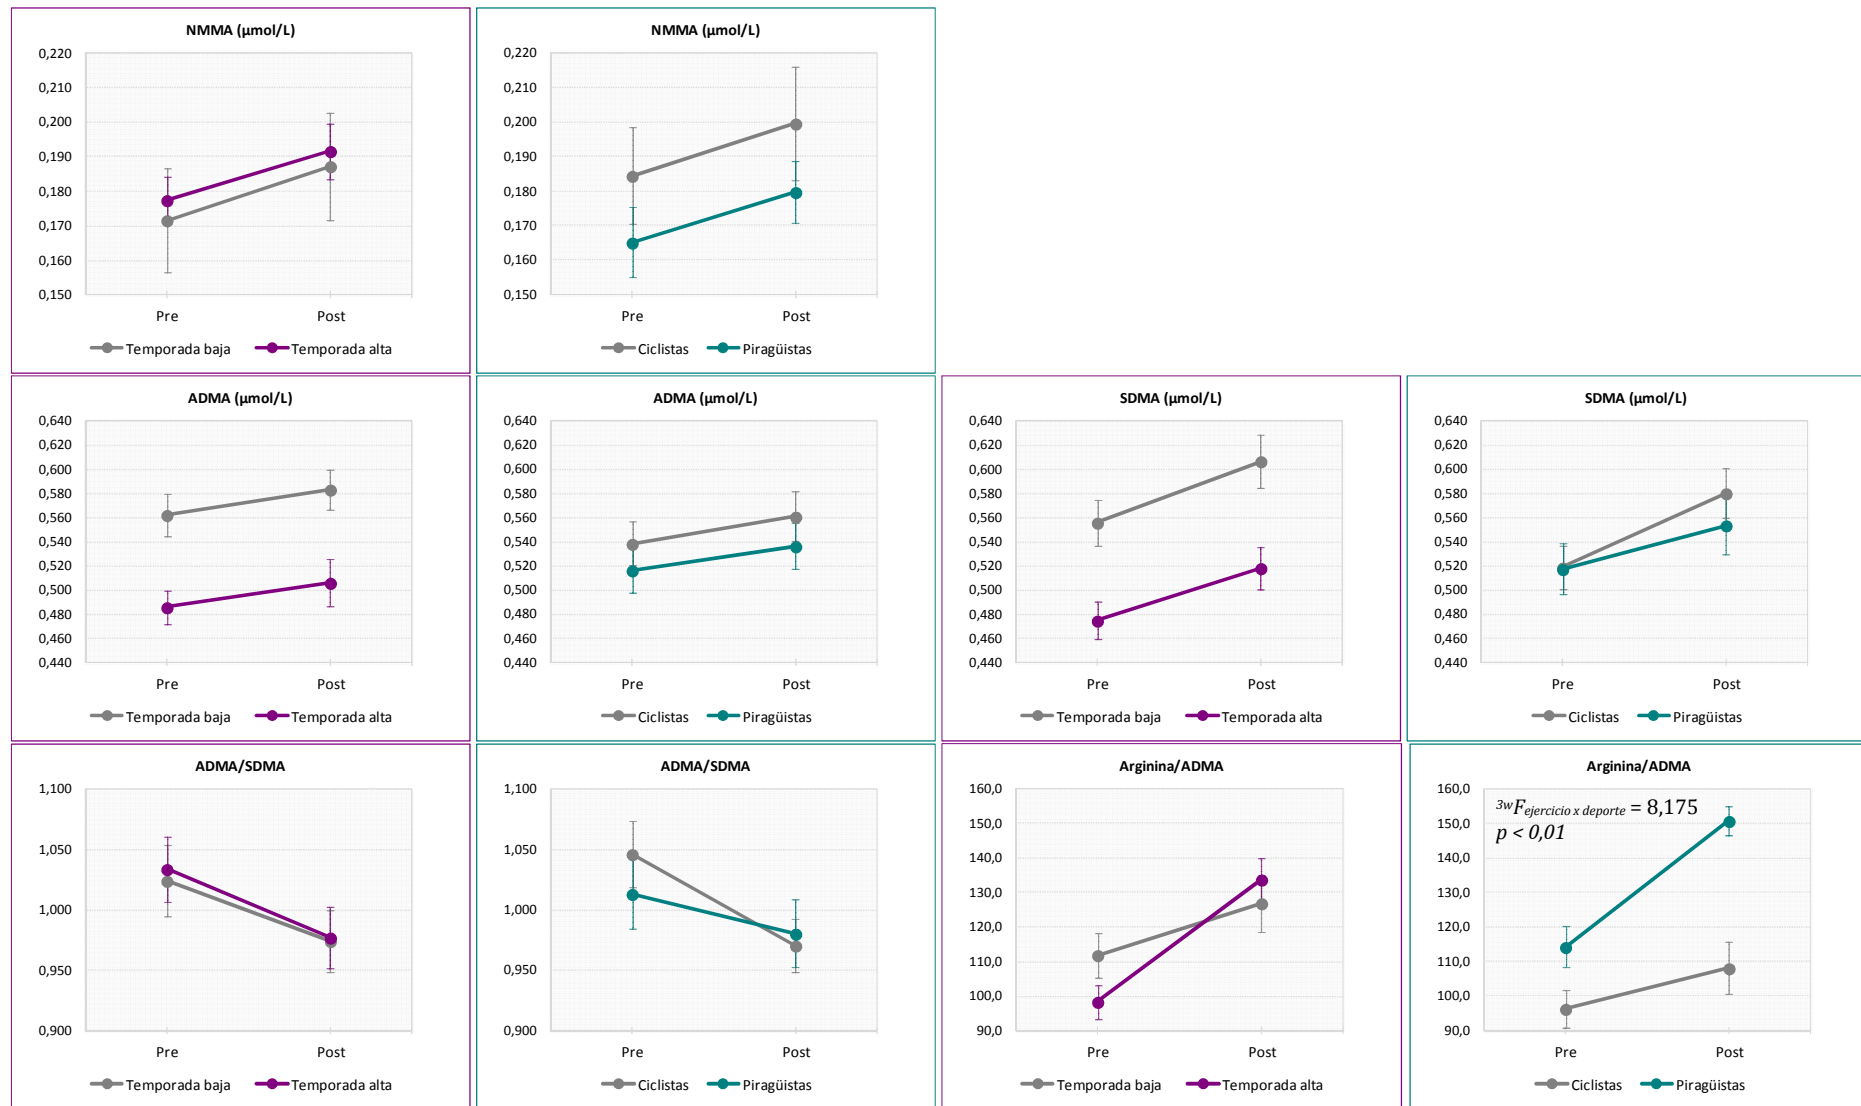 NMMA (µmol/L)
0,220
0,210
0,200
0,190
0,180
0,170
0,160
0,150
Pre Post
Temporada baja Temporada alta
NMMA (µmol/L)
0,220
0,210
0,200
0,190
0,180
0,170
0,160
0,150
Pre Post
Ciclistas Piragüistas
ADMA (µmol/L)
0,640
0,620
0,600
0,580
0,560
0,540
0,520
0,500
0,480
0,460
0,440
Pre Post
Temporada baja Temporada alta
ADMA (µmol/L)
0,640
0,620
0,600
0,580
0,560
0,540
0,520
0,500
0,480
0,460
0,440
Pre Post
Ciclistas Piragüistas
SDMA (µmol/L)
0,640
0,620
0,600
0,580
0,560
0,540
0,520
0,500
0,480
0,460
0,440
Pre Post
Temporada baja Temporada alta
SDMA (µmol/L)
0,640
0,620
0,600
0,580
0,560
0,540
0,520
0,500
0,480
0,460
0,440
Pre Post
Ciclistas Piragüistas
ADMA/SDMA
1,100
1,050
1,000
0,950
0,900
Pre Post
Temporada baja Temporada alta
ADMA/SDMA
1,100
1,050
1,000
0,950
0,900
Pre Post
Ciclistas Piragüistas
Arginina/ADMA
160,0
150,0
140,0
130,0
120,0
110,0
100,0
90,0
Pre Post
Temporada baja Temporada alta
Arginina/ADMA
160,0
150,0
140,0
130,0
120,0
110,0
100,0
90,0
3wF ejercicio x deporte = 8,175
p < 0,01
Pre Post
Ciclistas Piragüistas